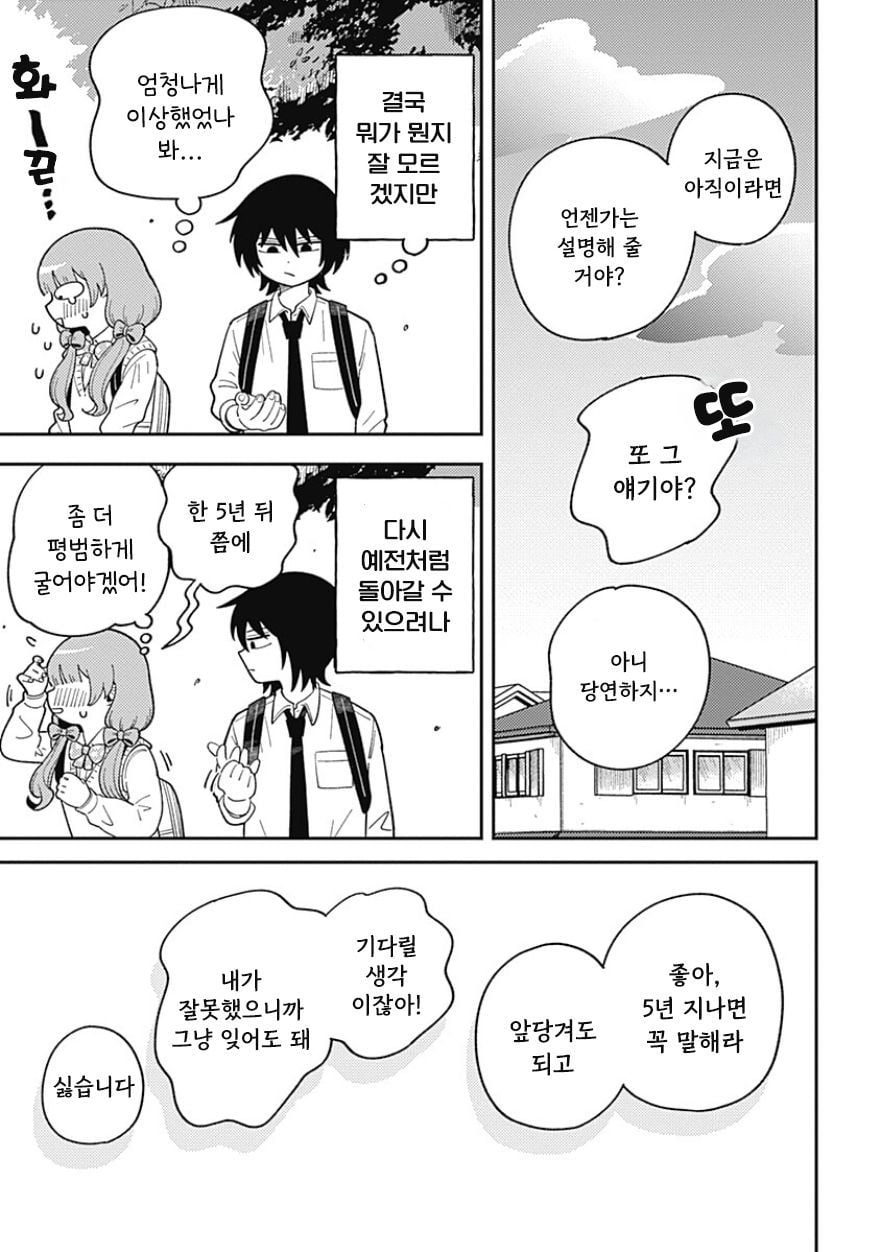 지금은
아직이라면
언젠가는
설명해 줄
거야?
또
또 그
얘기야?
아니
당연하지…
결국
뭐가 뭔지
잘 모르
겠지만
엄청나게
이상했었나
봐…
화ー끈…
다시
예전처럼
돌아갈 수
있으려나
한 5년 뒤
쯤에
좀 더
평범하게
굴어야겠어!
좋아,
5년 지나면
꼭 말해라
앞당겨도
되고
기다릴
생각
이잖아!
내가
잘못했으니까
그냥 잊어도 돼
싫습니다